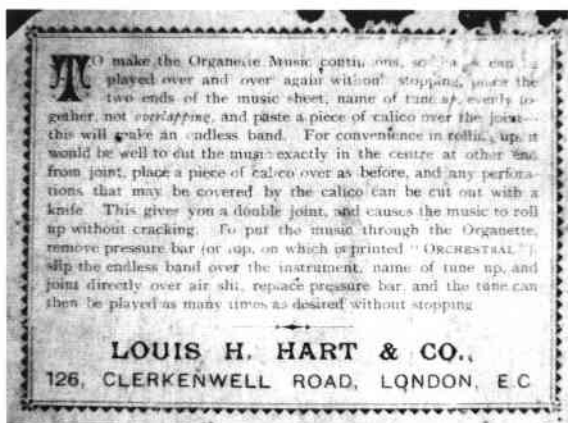 TO make the Organette Music continuous, so can be
played over and over again without stopping, place the
two ends of the music sheet, name of tune up, evenly to-
gether, not overlapping, and paste a piece of calico over the joint—
this will make an endless band. For convenience in rolling up, it
would be well to cut the music exactly in the centre at other end
from joint, place a piece of calico over as before, and any perfora-
tions that may be covered by the calico can be cut out with a
knife. This gives you a double joint, and causes the music to roll
up without cracking. To put the music through the Organette,
remove pressure bar (or top, on which is printed "ORCHESTRAL"),
slip the endless band over the instrument, name of tune up, and
joint directly over air slit, replace pressure bar, and the tune can
then be played as many times as desired without stopping
LOUIS H. HART & CO.,
126, CLERKENWELL ROAD, LONDON, E.C